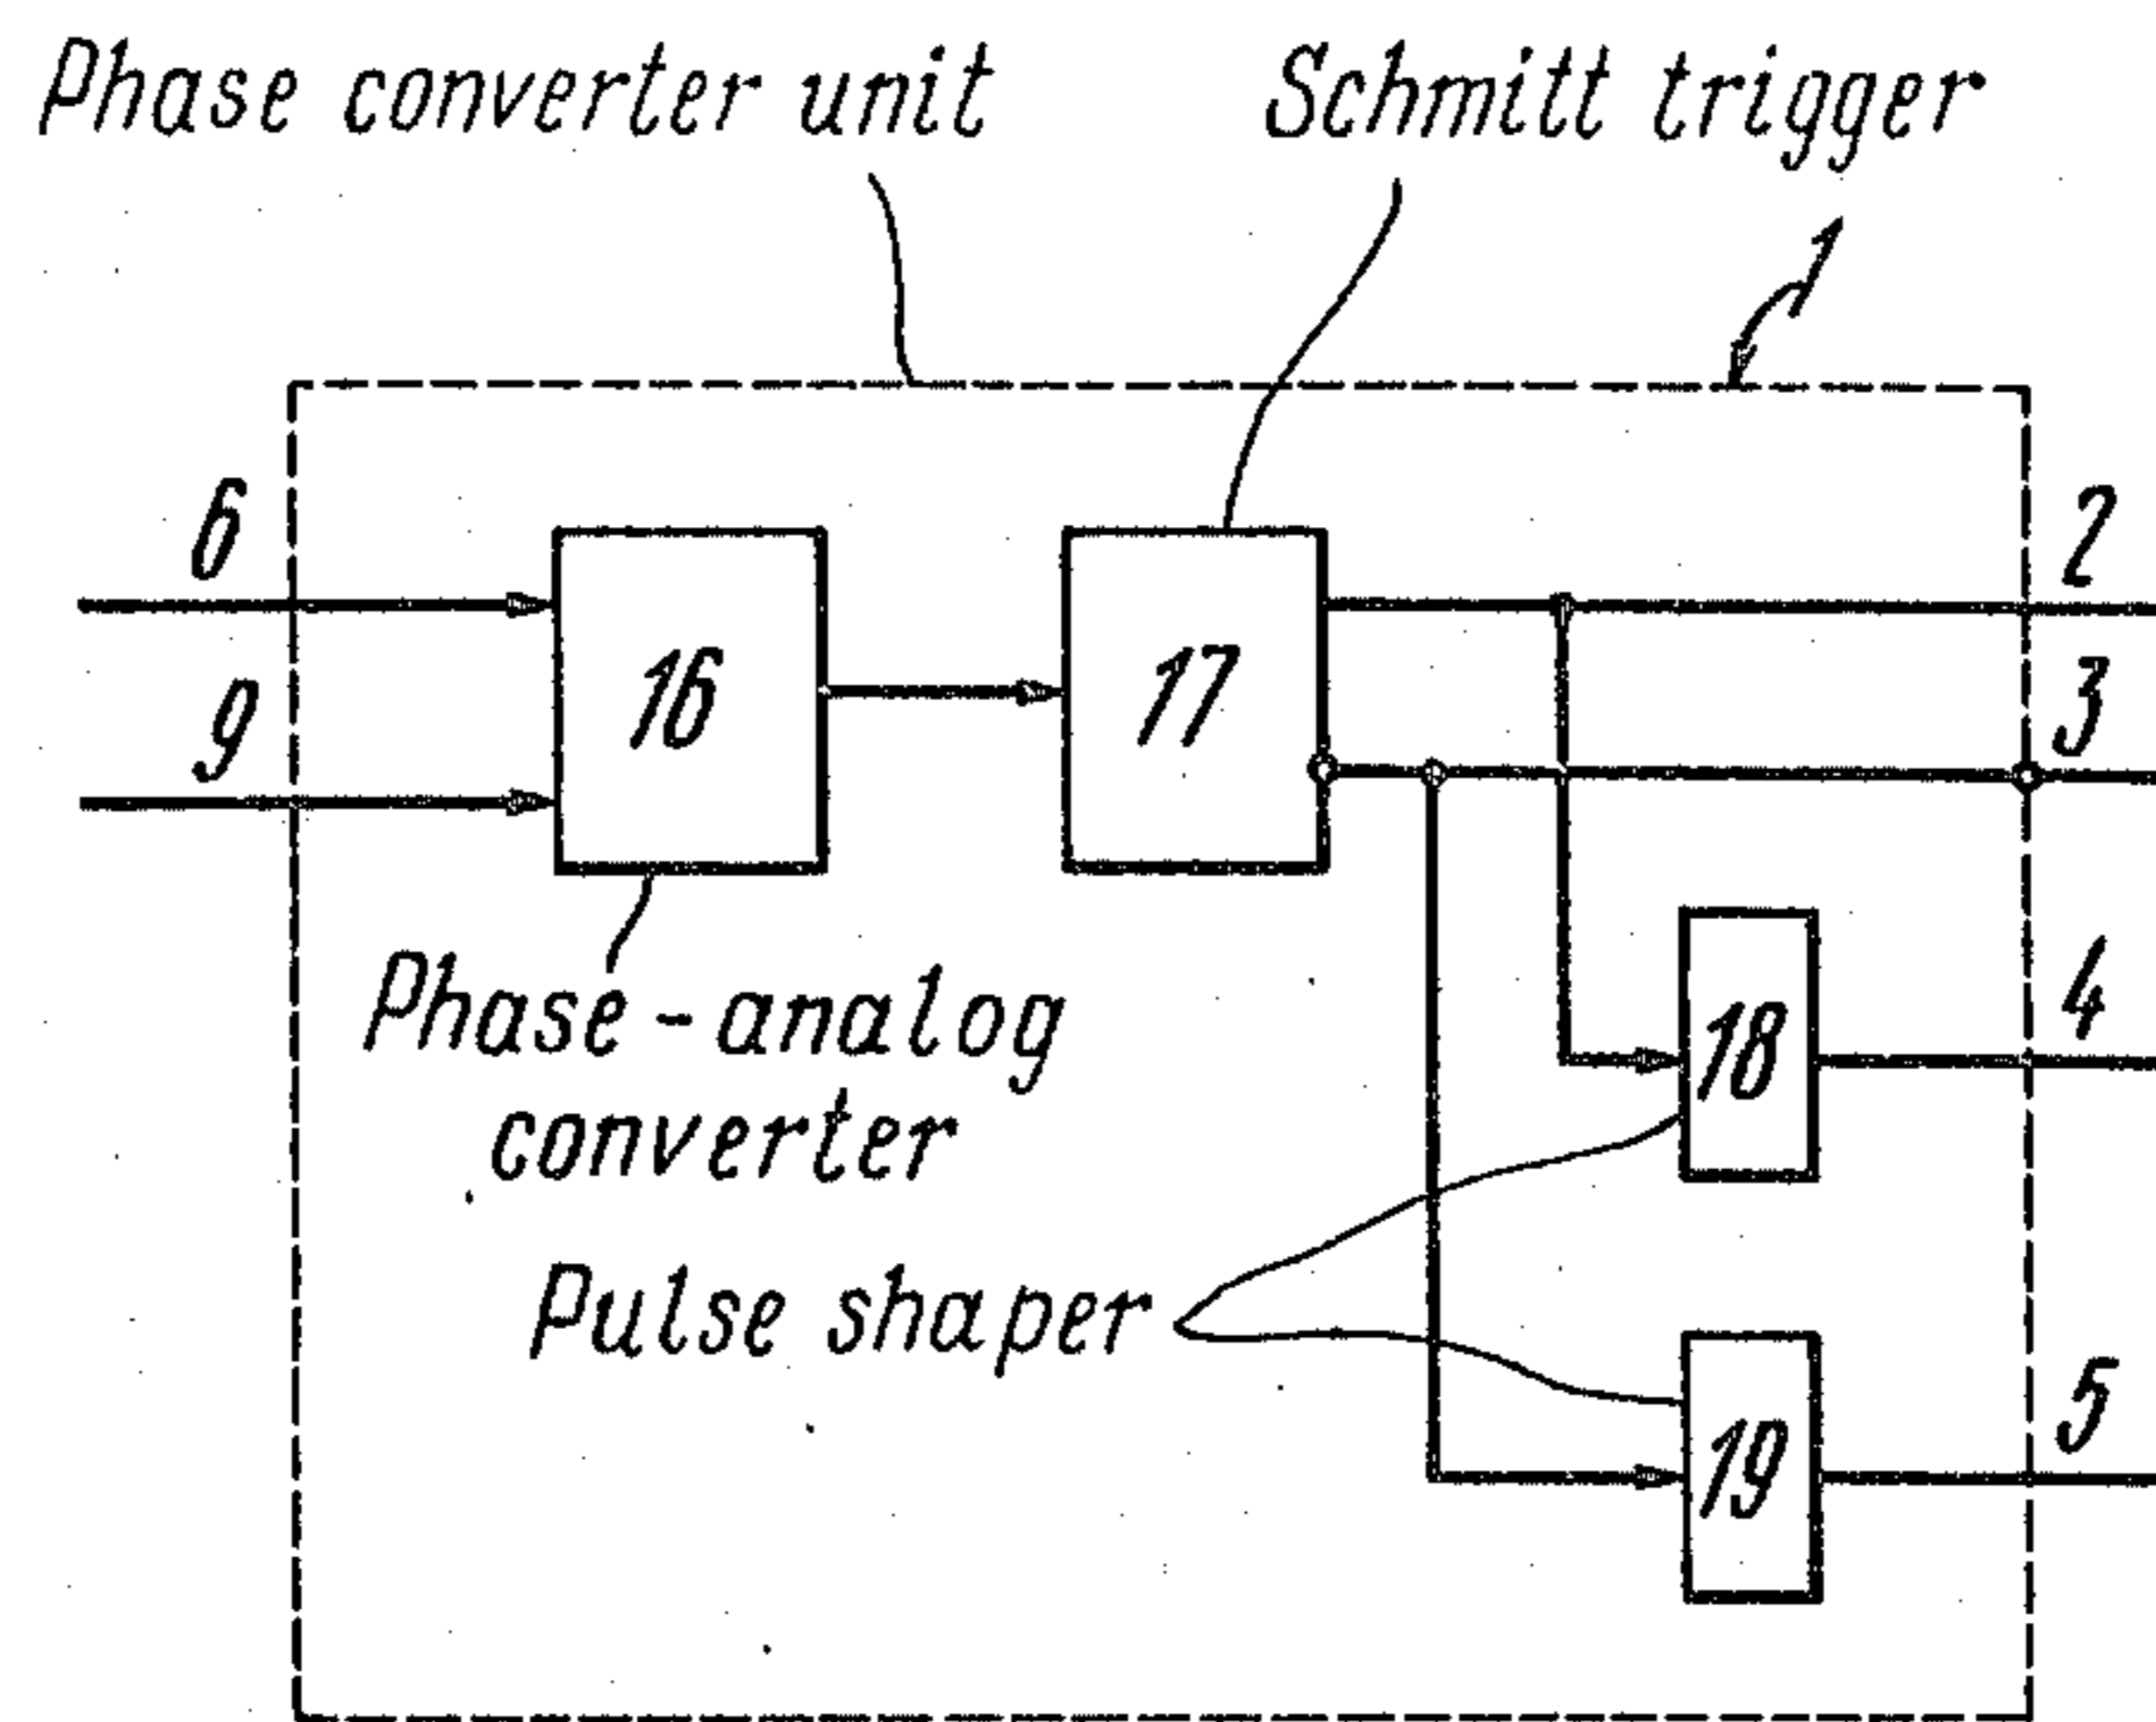 Phase converter unit
Schmitt trigger
1
6
2
16
17
9
3
Phase-analog
converter
18
4
Pulse shaper
19
5